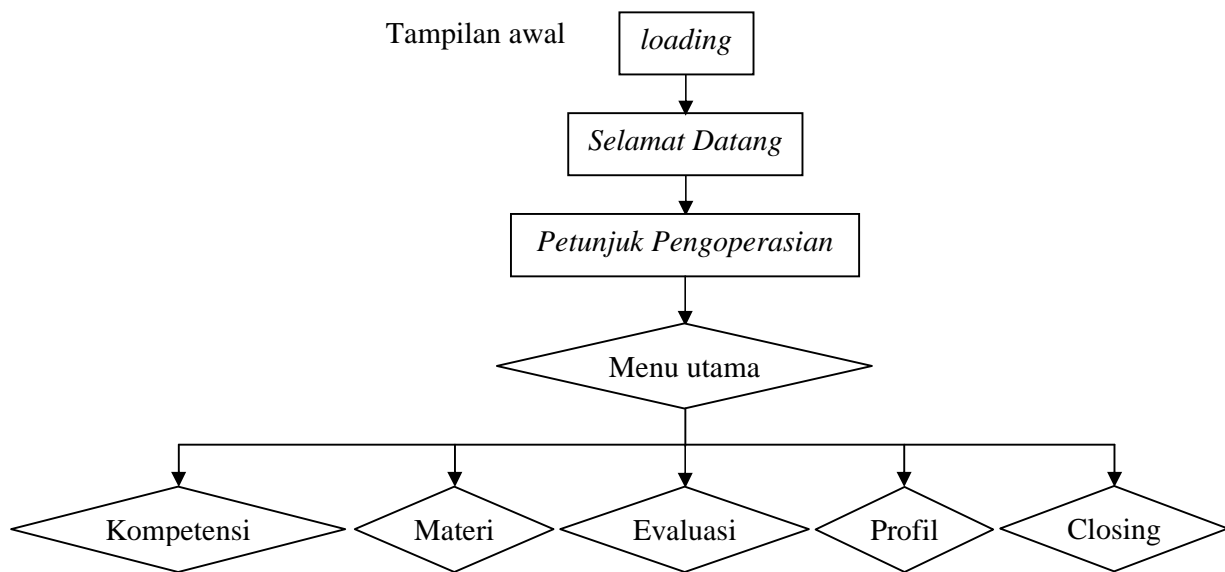 Tampilan awal
loading
Selamat Datang
Petunjuk Pengoperasian
Menu utama
Kompetensi
Materi
Evaluasi
Profil
Closing